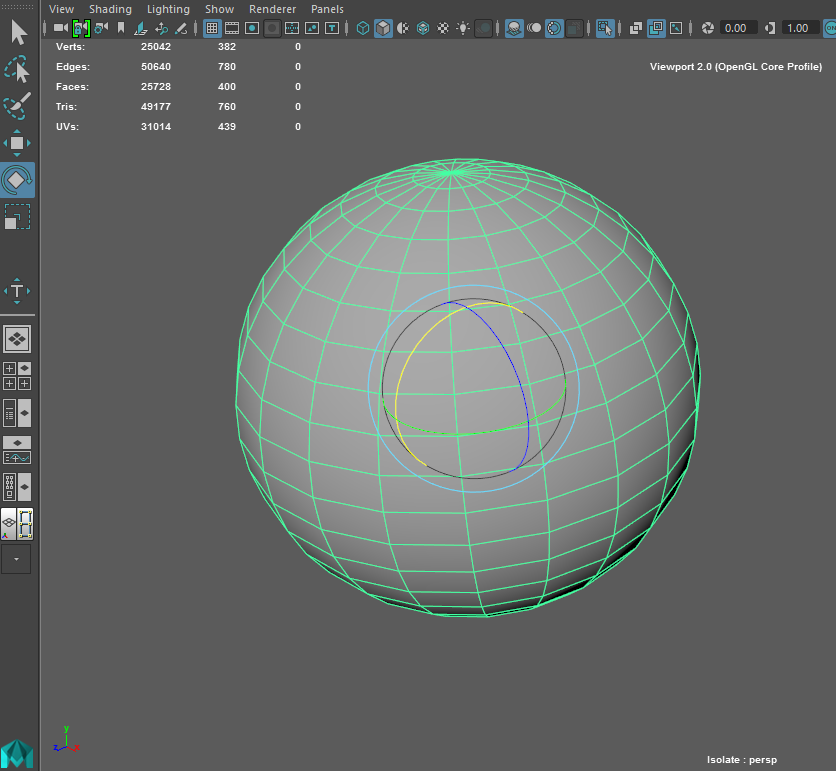 View Shading Lighting Show Renderer Panels
0.00 1.00
Verts: 25042 382 0
Edges: 50640 780 0
Faces: 25728 400 0
Tris: 49177 760 0
UVs: 31014 439 0
Viewport 2.0 (OpenGL Core Profile)
T
y
z x
Isolate : persp